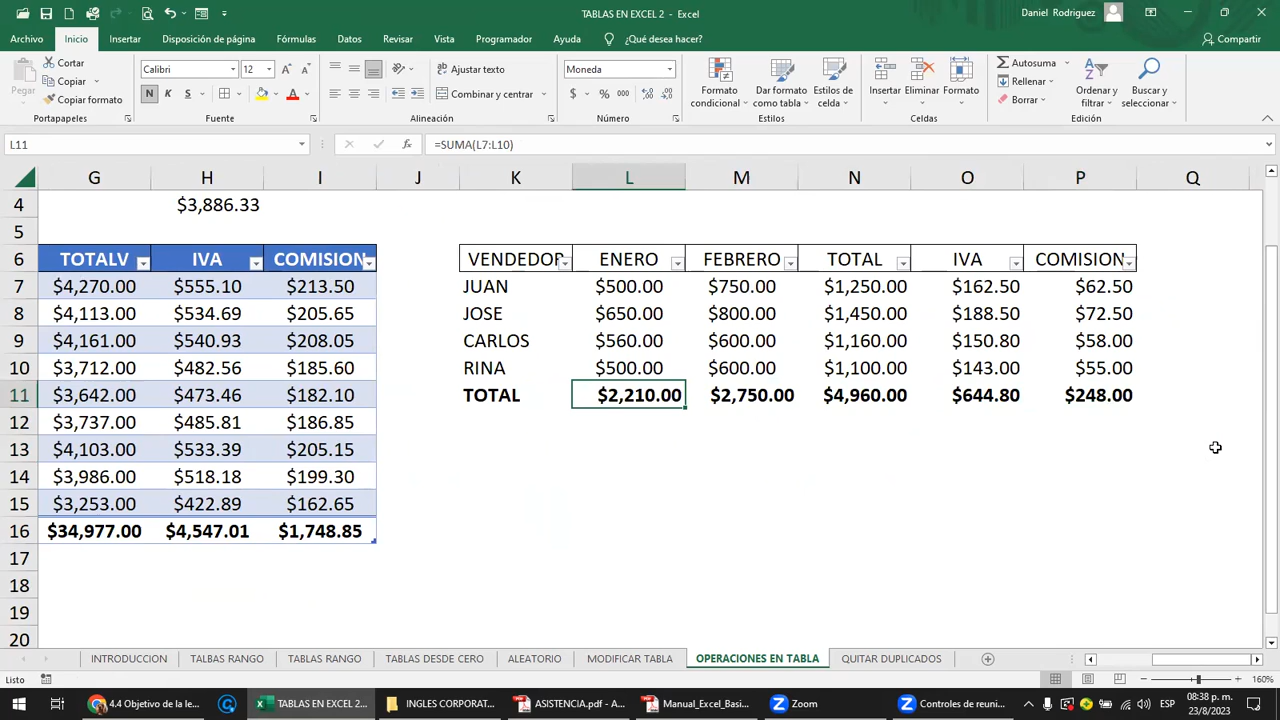 TABLAS EN EXCEL 2 - Excel
Daniel Rodriguez
Archivo Inicio Insertar Disposición de página Fórmulas Datos Revisar Vista Programador Ayuda ¿Qué desea hacer? Compartir
Pegar
Cortar
Copiar
Copiar formato
Portapapeles
Calibri 12
N K S
Fuente
Ajustar texto
Combinar y centrar
Alineación
Moneda
$ % 000
Número
Formato condicional
Dar formato como tabla
Estilos de celda
Estilos
Insertar Eliminar Formato
Celdas
Autosuma
Rellenar
Borrar
Ordenar y filtrar
Buscar y seleccionar
Edición
L11 fx =SUMA(L7:L10)
G H I J K L M N O P Q
4 $3,886.33
5
6 TOTALV IVA COMISION VENDEDOR ENERO FEBRERO TOTAL IVA COMISION
7 $4,270.00 $555.10 $213.50 JUAN $500.00 $750.00 $1,250.00 $162.50 $62.50
8 $4,113.00 $534.69 $205.65 JOSE $650.00 $800.00 $1,450.00 $188.50 $72.50
9 $4,161.00 $540.93 $208.05 CARLOS $560.00 $600.00 $1,160.00 $150.80 $58.00
10 $3,712.00 $482.56 $185.60 RINA $500.00 $600.00 $1,100.00 $143.00 $55.00
11 $3,642.00 $473.46 $182.10 TOTAL $2,210.00 $2,750.00 $4,960.00 $644.80 $248.00
12 $3,737.00 $485.81 $186.85
13 $4,103.00 $533.39 $205.15
14 $3,986.00 $518.18 $199.30
15 $3,253.00 $422.89 $162.65
16 $34,977.00 $4,547.01 $1,748.85
17
18
19
20
INTRODUCCION TALBAS RANGO TABLAS RANGO TABLAS DESDE CERO ALEATORIO MODIFICAR TABLA OPERACIONES EN TABLA QUITAR DUPLICADOS
Listo 160%
4.4 Objetivo de la le... TABLAS EN EXCEL 2... INGLES CORPORAT... ASISTENCIA.pdf - A... Manual_Excel_Basi... Zoom Controles de reuni... ESP 08:38 p. m.
23/8/2023